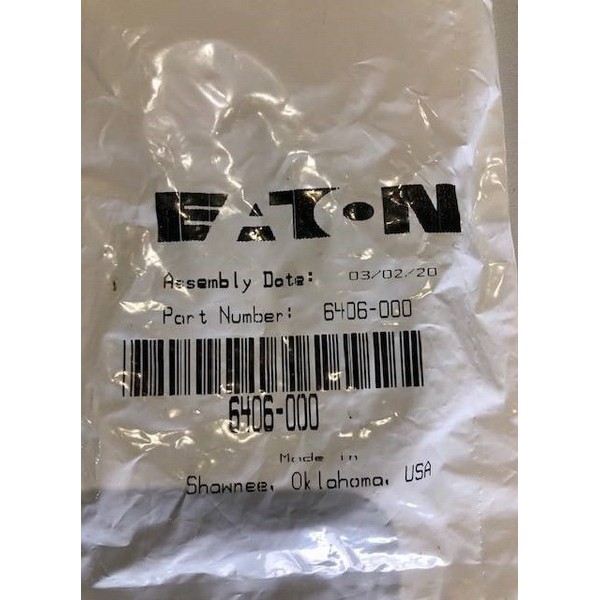 EATON
Assembly Date: 03/02/20
Part Number: 6406-000
6406-000
Made in
Shawnee, Oklahoma, USA